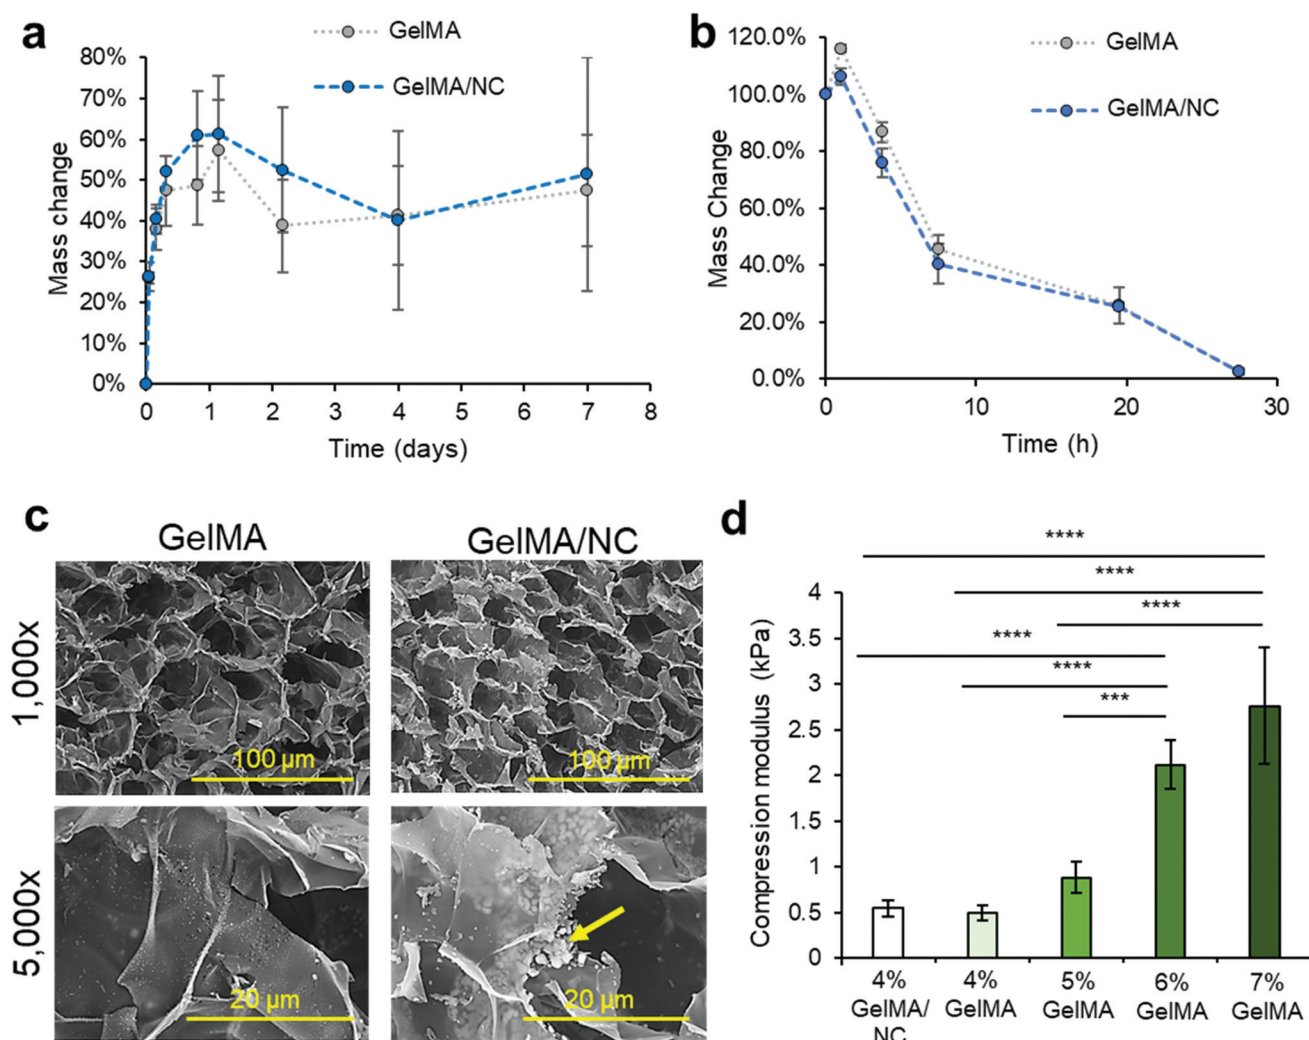 a
GelMA
GelMA/NC
80%
70%
60%
50%
40%
30%
20%
10%
0%
Mass change
0 1 2 3 4 5 6 7 8
Time (days)
b
GelMA
GelMA/NC
120.0%
100.0%
80.0%
60.0%
40.0%
20.0%
0.0%
Mass Change
0 10 20 30
Time (h)
c
GelMA GelMA/NC
1,000x
100 µm 100 µm
5,000x
20 µm 20 µm
d
****
****
****
****
****
***
4
3.5
3
2.5
2
1.5
1
0.5
0
Compression modulus (kPa)
4% 4% 5% 6% 7%
GelMA/ GelMA GelMA GelMA GelMA
NC